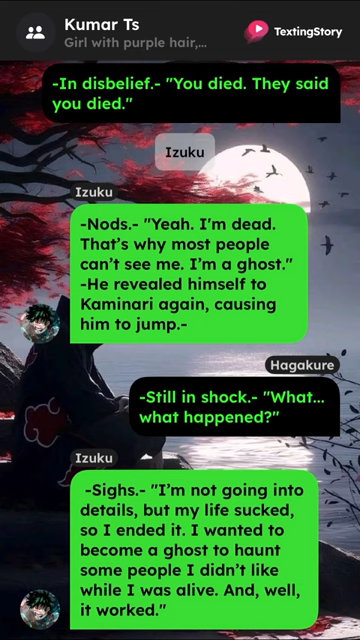 Kumar Ts
Girl with purple hair,...
TextingStory
-In disbelief.- "You died. They said
you died."
Izuku
Izuku
-Nods.- "Yeah. I'm dead.
That's why most people
can't see me. I'm a ghost."
-He revealed himself to
Kaminari again, causing
him to jump.-
Hagakure
-Still in shock.- "What...
what happened?"
Izuku
-Sighs.- "I'm not going into
details, but my life sucked,
so I ended it. I wanted to
become a ghost to haunt
some people I didn't like
while I was alive. And, well,
it worked."